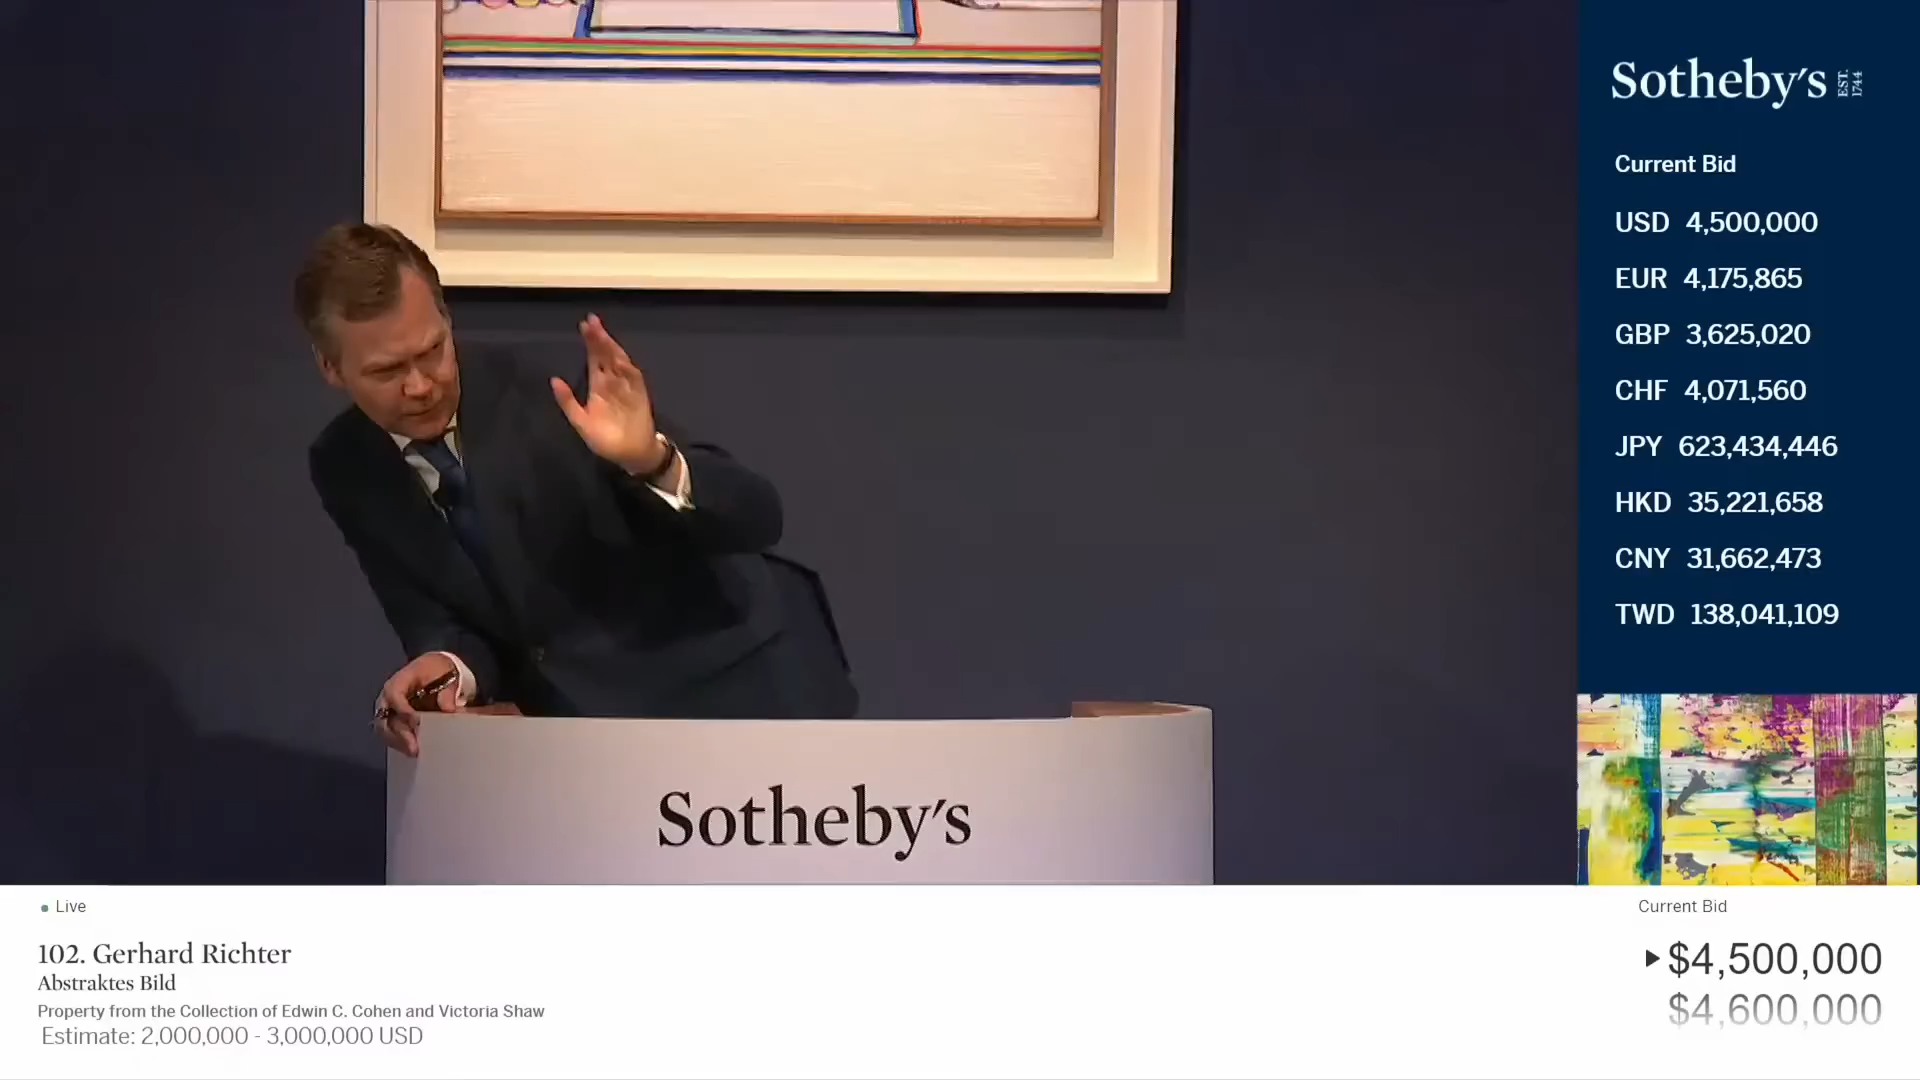 Sotheby's EST. 1744
Current Bid
USD 4,500,000
EUR 4,175,865
GBP 3,625,020
CHF 4,071,560
JPY 623,434,446
HKD 35,221,658
CNY 31,662,473
TWD 138,041,109
Sotheby's
Live
102. Gerhard Richter
Abstraktes Bild
Property from the Collection of Edwin C. Cohen and Victoria Shaw
Estimate: 2,000,000 - 3,000,000 USD
Current Bid
$4,500,000
$4,600,000